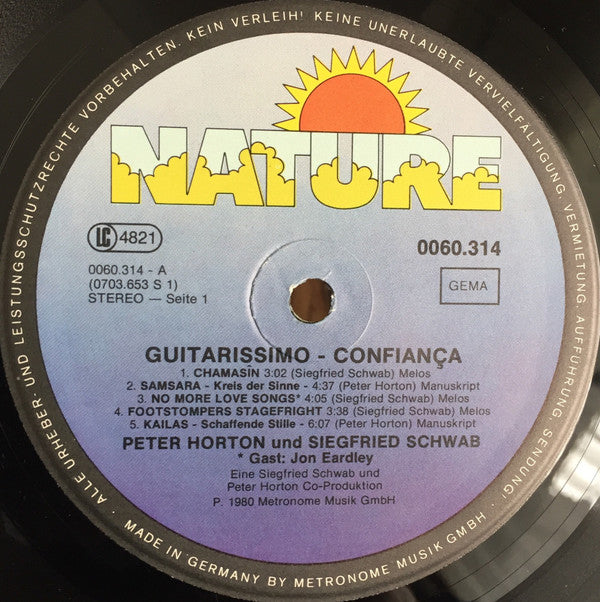 ALLE URHEBER- UND LEISTUNGSSCHUTZRECHTE VORBEHALTEN. KEIN VERLEIH! KEINE UNERLAUBTE VERVIELFÄLTIGUNG, VERMIETUNG, AUFFÜHRUNG, SENDUNG!
NATURE
LC 4821
0060.314
0060.314 - A
(0703.653 S 1)
STEREO — Seite 1
GEMA
GUITARISSIMO - CONFIANÇA
1. CHAMASIN 3:02 (Siegfried Schwab) Melos
2. SAMSARA - Kreis der Sinne - 4:37 (Peter Horton) Manuskript
3. NO MORE LOVE SONGS* 4:05 (Siegfried Schwab) Melos
4. FOOTSTOMPERS STAGEFRIGHT 3:38 (Siegfried Schwab) Melos
5. KAILAS - Schaffende Stille - 6:07 (Peter Horton) Manuskript
PETER HORTON und SIEGFRIED SCHWAB
* Gast: Jon Eardley
Eine Siegfried Schwab und
Peter Horton Co-Produktion
P. 1980 Metronome Musik GmbH
MADE IN GERMANY BY METRONOME MUSIK GMBH